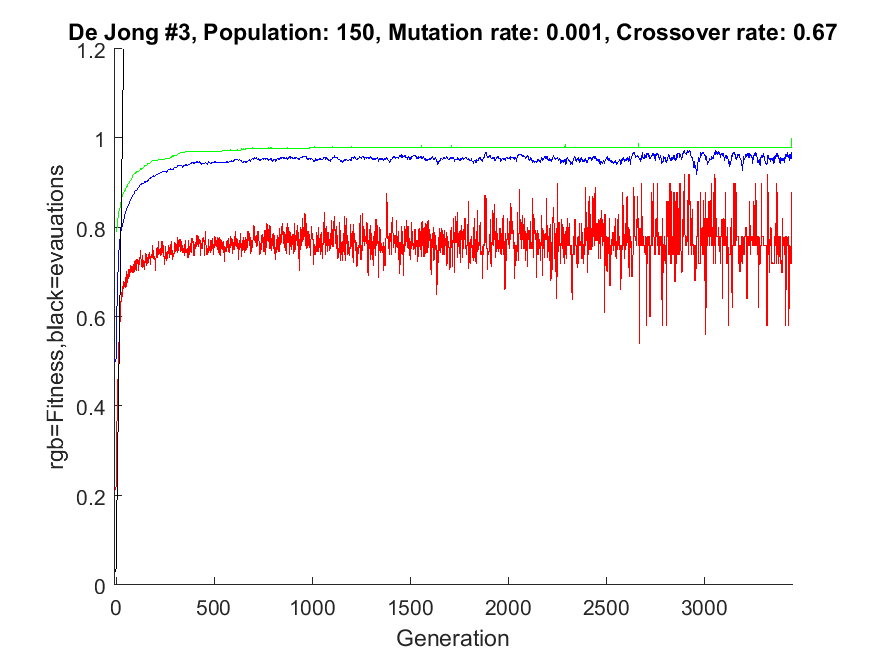 De Jong #3, Population: 150, Mutation rate: 0.001, Crossover rate: 0.67
1.2
1
0.8
0.6
0.4
0.2
0
rgb=Fitness,black=evauations
0 500 1000 1500 2000 2500 3000
Generation